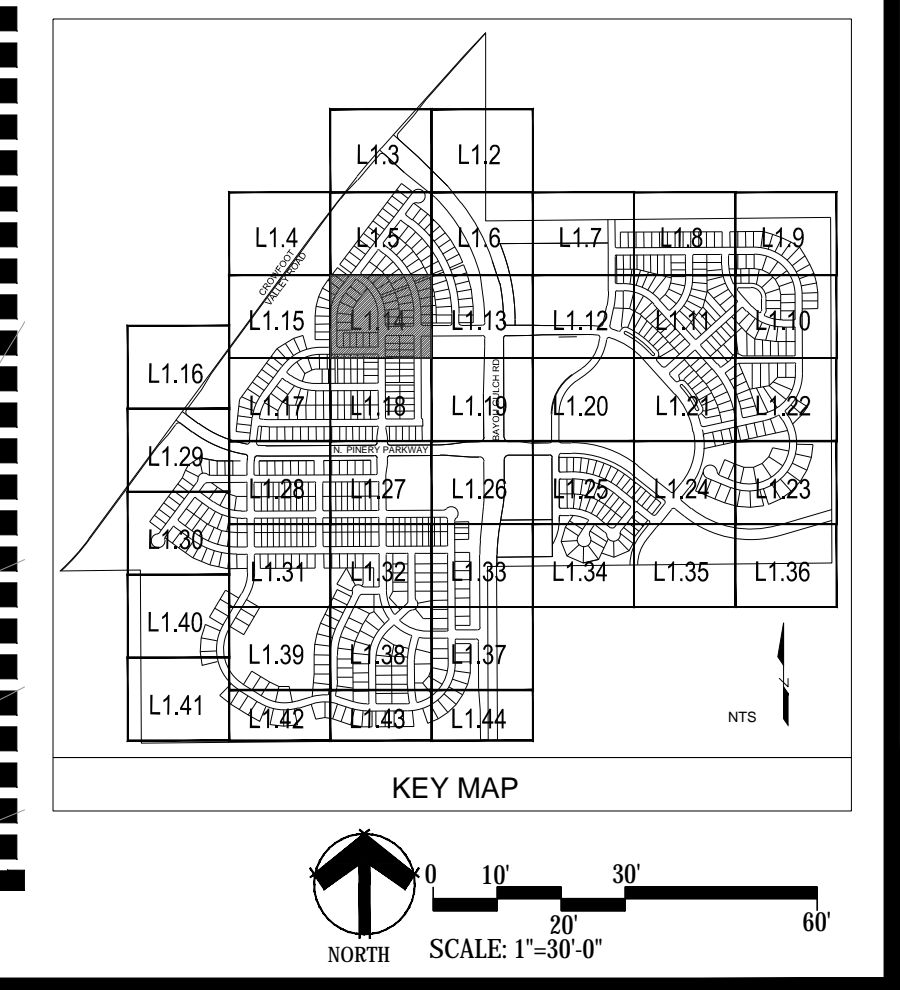 L1.3 L1.2
L1.4 L1.5 L1.6 L1.7 L1.8 L1.9
CROWFOOT
VALLEY ROAD
L1.15 L1.14 L1.13 L1.12 L1.11 L1.10
L1.16
BAYOU GULCH RD
L1.17 L1.18 L1.19 L1.20 L1.21 L1.22
N. PINERY PARKWAY
L1.29
L1.28 L1.27 L1.26 L1.25 L1.24 L1.23
L1.30
L1.31 L1.32 L1.33 L1.34 L1.35 L1.36
L1.40
L1.39 L1.38 L1.37
L1.41
L1.42 L1.43 L1.44
N
NTS
KEY MAP
0 10' 30'
20' 60'
NORTH
SCALE: 1"=30'-0"